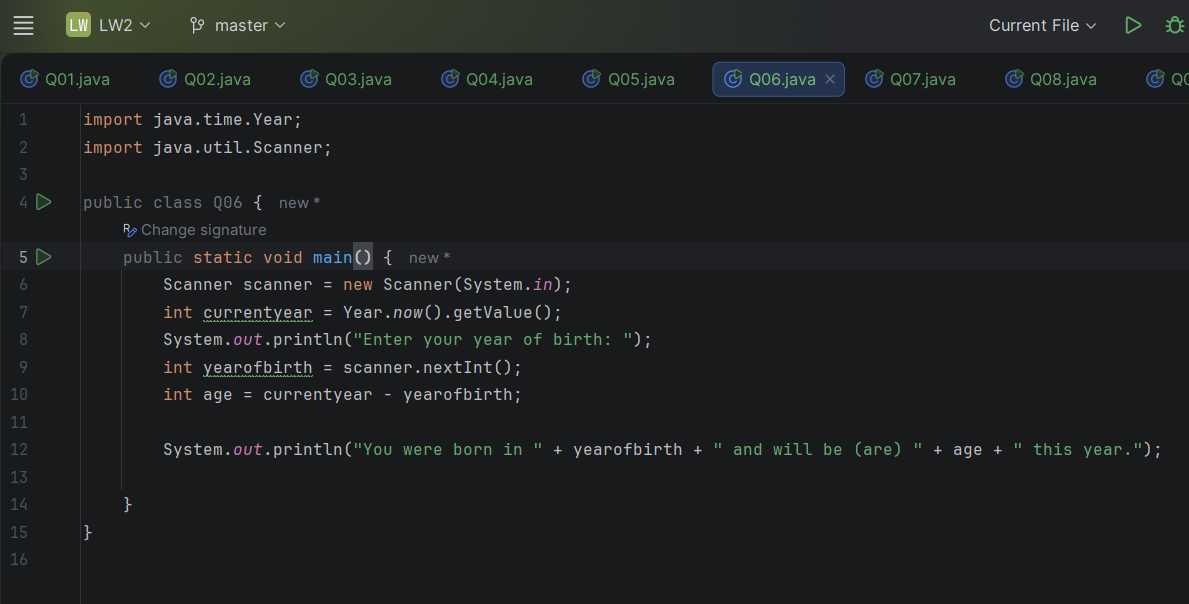 LW LW2 master Current File
Q01.java Q02.java Q03.java Q04.java Q05.java Q06.java Q07.java Q08.java
1 import java.time.Year;
2 import java.util.Scanner;
3
4 public class Q06 { new *
Change signature
5 public static void main() { new *
6 Scanner scanner = new Scanner(System.in);
7 int currentyear = Year.now().getValue();
8 System.out.println("Enter your year of birth: ");
9 int yearofbirth = scanner.nextInt();
10 int age = currentyear - yearofbirth;
11
12 System.out.println("You were born in " + yearofbirth + " and will be (are) " + age + " this year.");
13
14 }
15 }
16